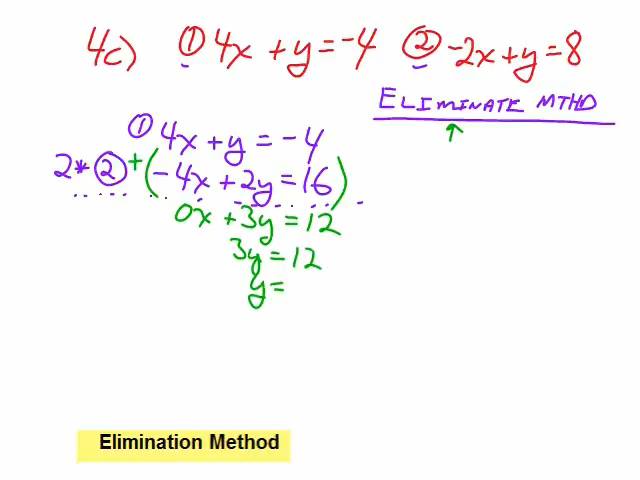 4c) ① 4x + y = -4 ② -2x + y = 8
ELIMINATE MTHD
① 4x + y = -4
2* ② + (-4x + 2y = 16)
0x + 3y = 12
3y = 12
y =
Elimination Method